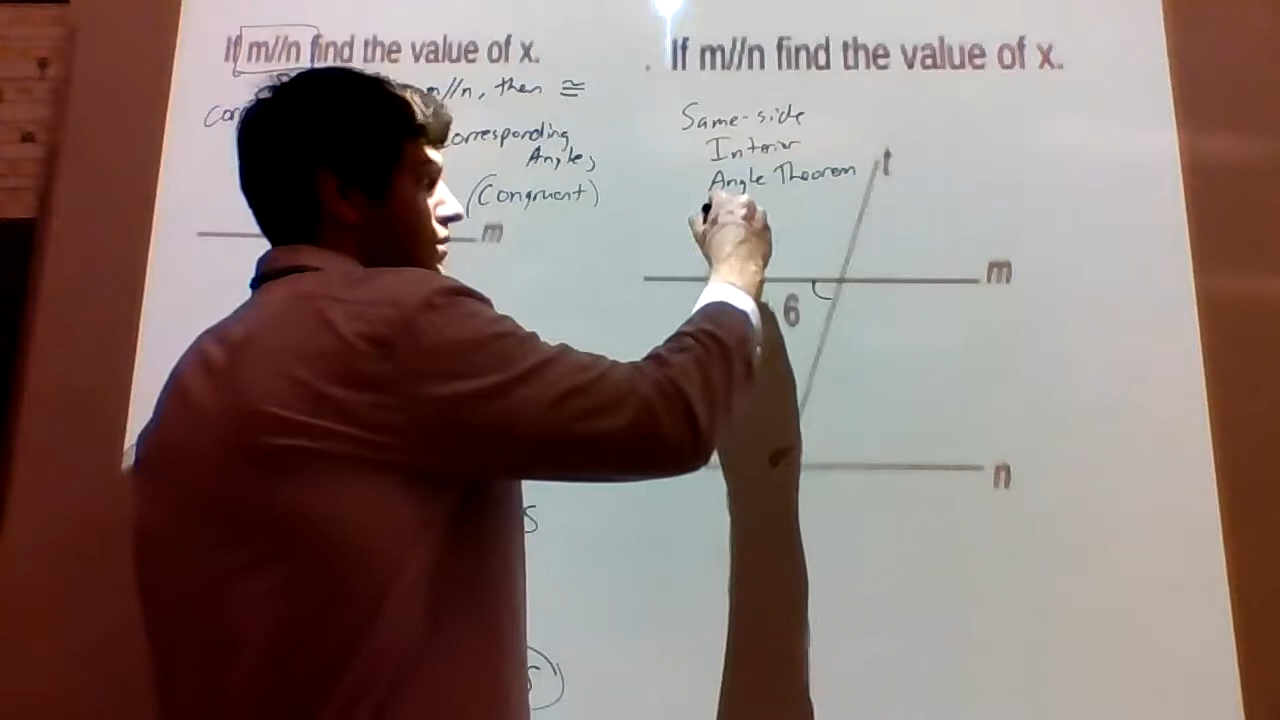 If m//n find the value of x.
m//n, then ≅
Corresponding
Angles
(Congruent)
m
If m//n find the value of x.
Same-side
Interior
Angle Theorem
t
m
6
n